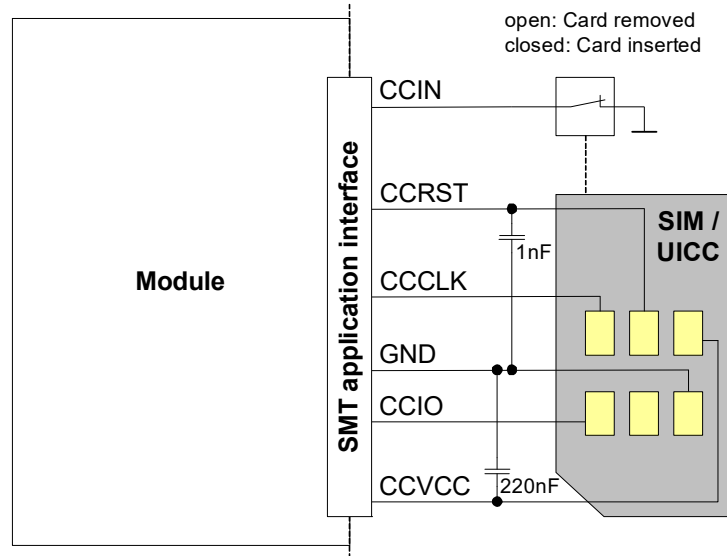 open: Card removed
closed: Card inserted
CCIN
CCRST
SIM /
UICC
1nF
Module
SMT application interface
CCCLK
GND
CCIO
CCVCC
220nF